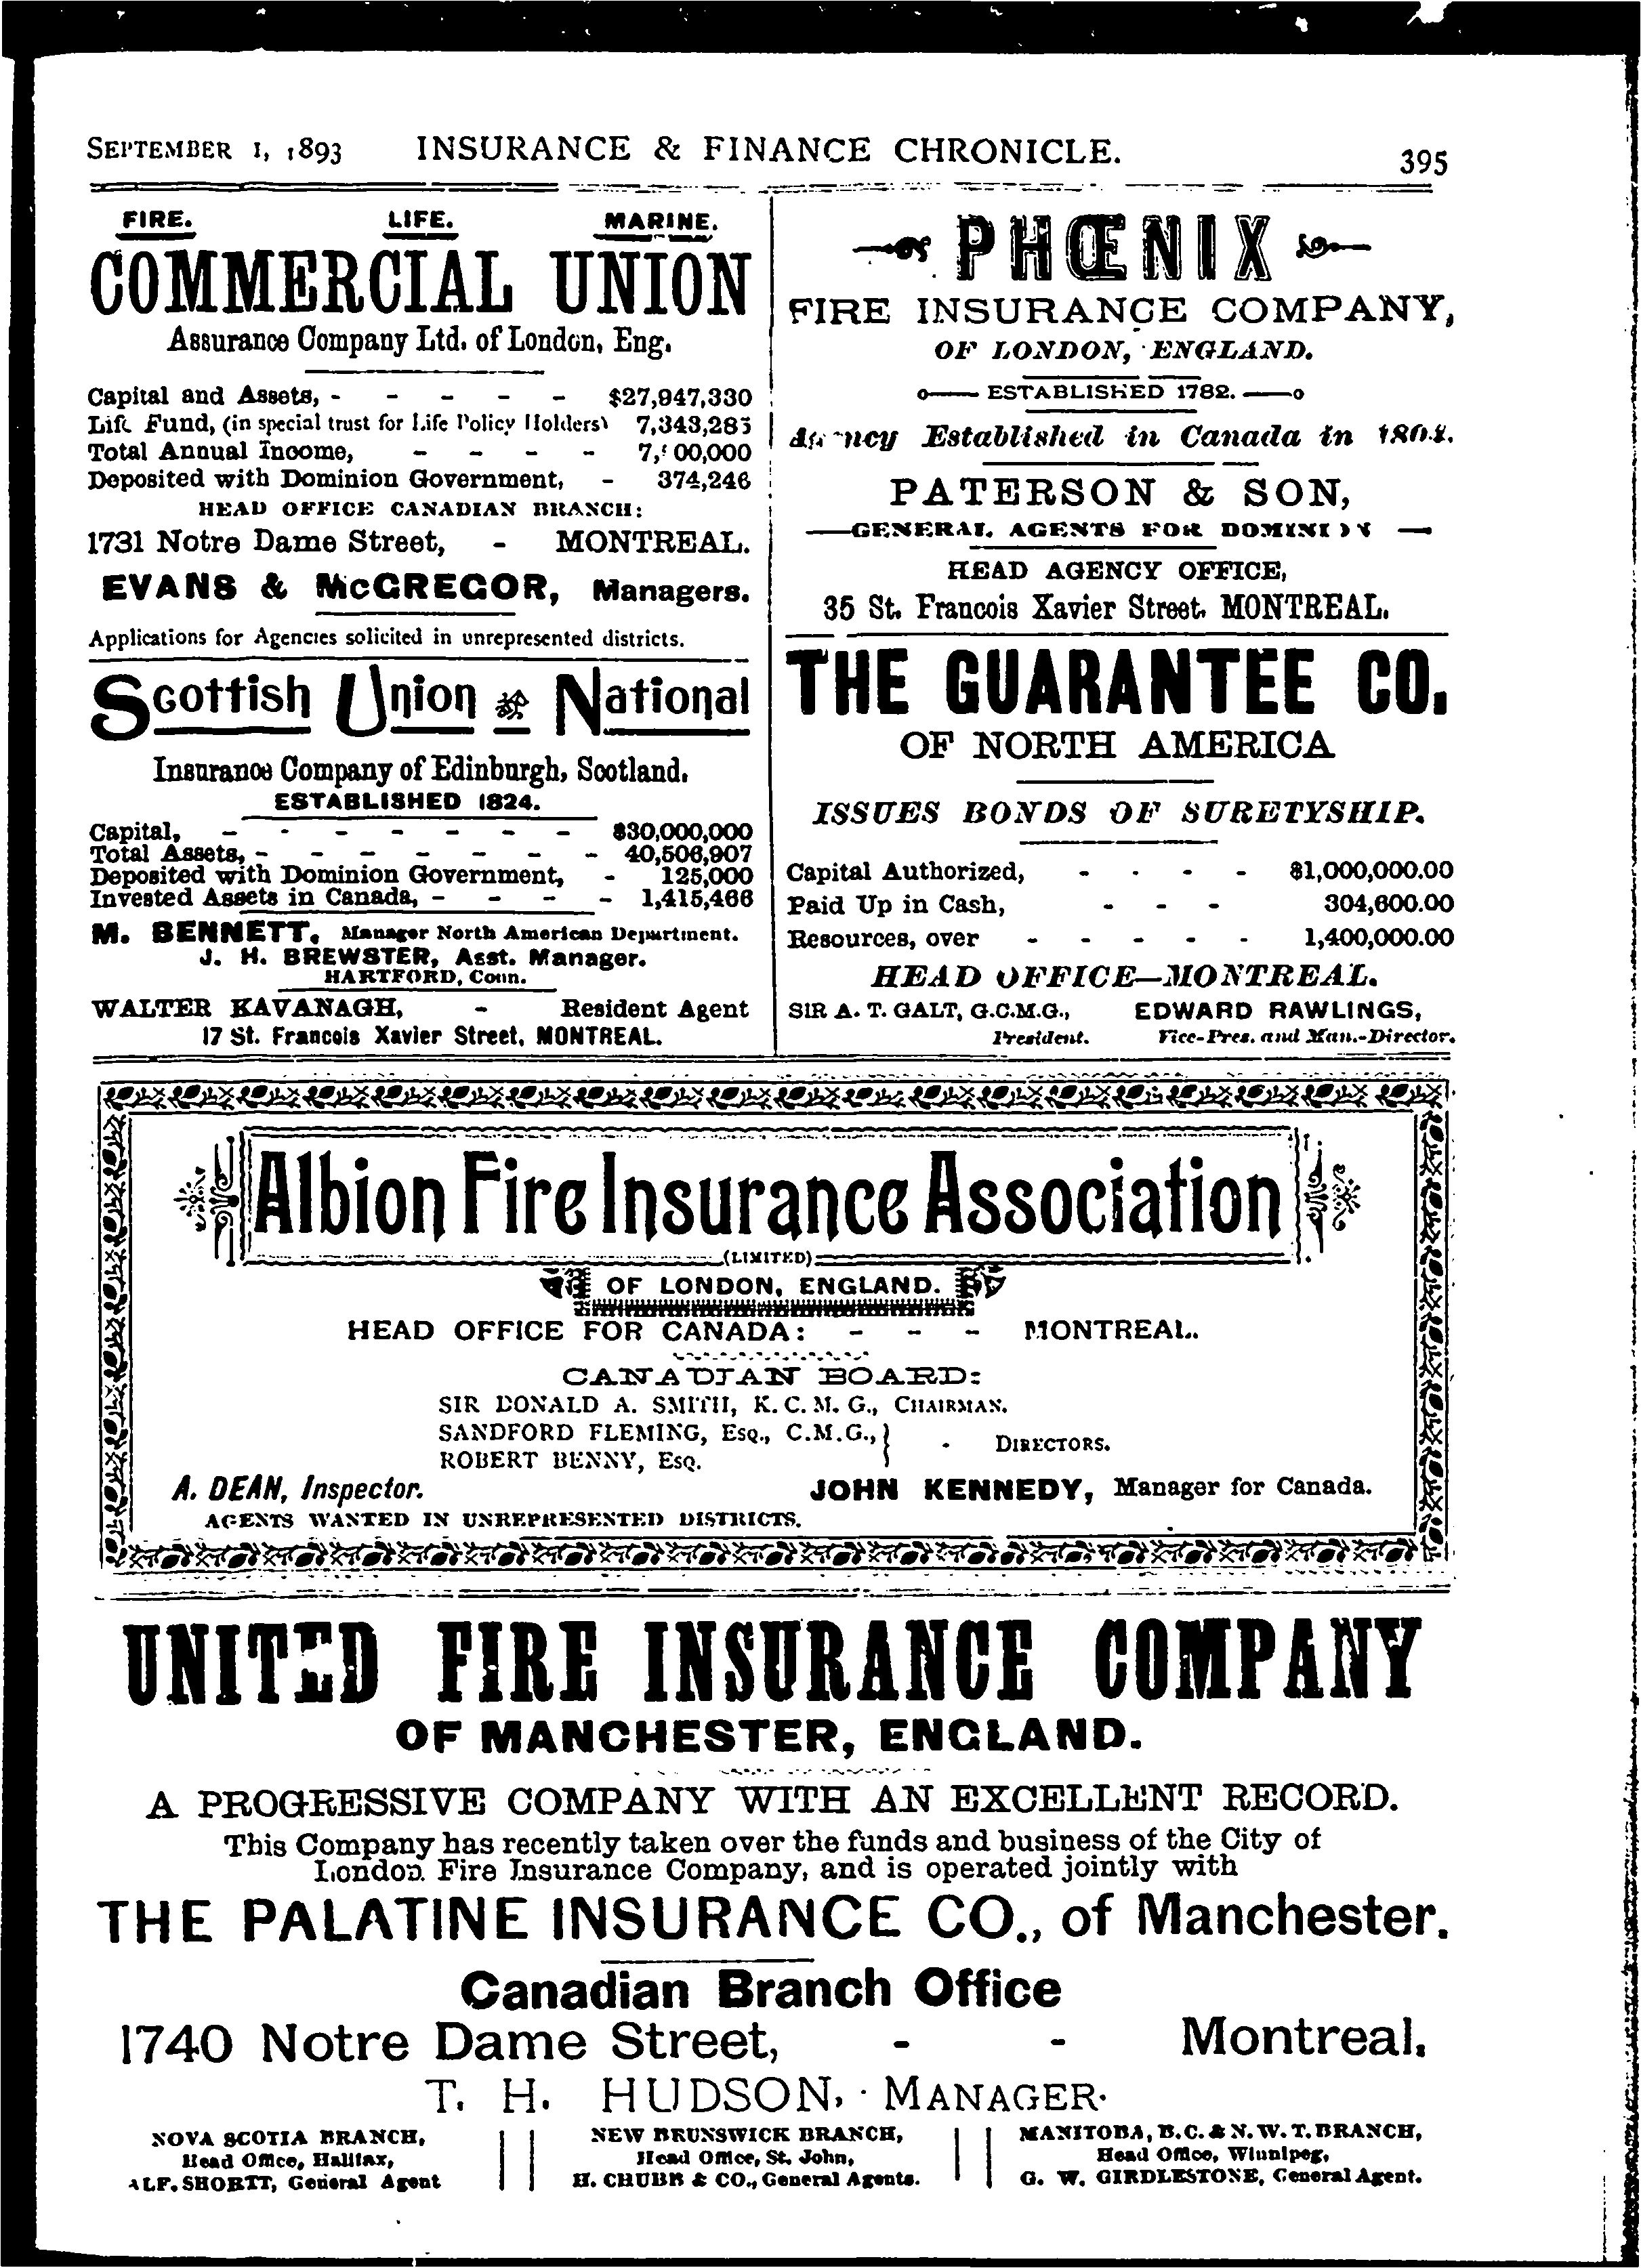 SEPTEMBER 1, 1893 INSURANCE & FINANCE CHRONICLE. 395
FIRE. LIFE. MARINE.
COMMERCIAL UNION
Assurance Company Ltd. of London, Eng.
Capital and Assets, - - - - - $27,947,330
Life Fund, (in special trust for Life Policy Holders) 7,343,285
Total Annual Income, - - - - 
Deposited with Dominion Government, - 374,246
HEAD OFFICE CANADIAN BRANCH:
1731 Notre Dame Street, - MONTREAL.
EVANS & McGREGOR, Managers.
Applications for Agencies solicited in unrepresented districts.
Scottish Union & National
Insurance Company of Edinburgh, Scotland.
ESTABLISHED 1824.
Capital, - - - - - - - $30,000,000
Total Assets, - - - - - - - 40,506,907
Deposited with Dominion Government, - 125,000
Invested Assets in Canada, - - - - 1,415,466
M. BENNETT, Manager North American Department.
J. H. BREWSTER, Asst. Manager.
HARTFORD, Conn.
WALTER KAVANAGH, - Resident Agent
17 St. Francois Xavier Street, MONTREAL.
PHŒNIX
FIRE INSURANCE COMPANY,
OF LONDON, ENGLAND.
ESTABLISHED 1782.
Agency Established in Canada in
PATERSON & SON,
—GENERAL AGENTS FOR DOMINION—
HEAD AGENCY OFFICE,
35 St. Francois Xavier Street, MONTREAL.
THE GUARANTEE CO.
OF NORTH AMERICA
ISSUES BONDS OF SURETYSHIP.
Capital Authorized, - - - - $1,000,000.00
Paid Up in Cash, - - - 304,600.00
Resources, over - - - - - 1,400,000.00
HEAD OFFICE—MONTREAL.
SIR A. T. GALT, G.C.M.G., EDWARD RAWLINGS,
President. Vice-Pres. and Man.-Director.
Albion Fire Insurance Association
(LIMITED)
OF LONDON, ENGLAND.
HEAD OFFICE FOR CANADA: - - - MONTREAL.
CANADIAN BOARD:
SIR DONALD A. SMITH, K. C. M. G., CHAIRMAN.
SANDFORD FLEMING, ESQ., C.M.G.,
ROBERT BENNY, ESQ.
} - DIRECTORS.
A. DEAN, Inspector. JOHN KENNEDY, Manager for Canada.
AGENTS WANTED IN UNREPRESENTED DISTRICTS.
UNITED FIRE INSURANCE COMPANY
OF MANCHESTER, ENGLAND.
A PROGRESSIVE COMPANY WITH AN EXCELLENT RECORD.
This Company has recently taken over the funds and business of the City of
London Fire Insurance Company, and is operated jointly with
THE PALATINE INSURANCE CO., of Manchester.
Canadian Branch Office
1740 Notre Dame Street, - - Montreal.
T. H. HUDSON, MANAGER.
NOVA SCOTIA BRANCH,
Head Office, Halifax,
ALF. SHORTT, General Agent
NEW BRUNSWICK BRANCH,
Head Office, St. John,
H. CHUBB & CO., General Agents.
MANITOBA, B.C. & N.W.T. BRANCH,
Head Office, Winnipeg,
G. W. GIRDLESTONE, General Agent.